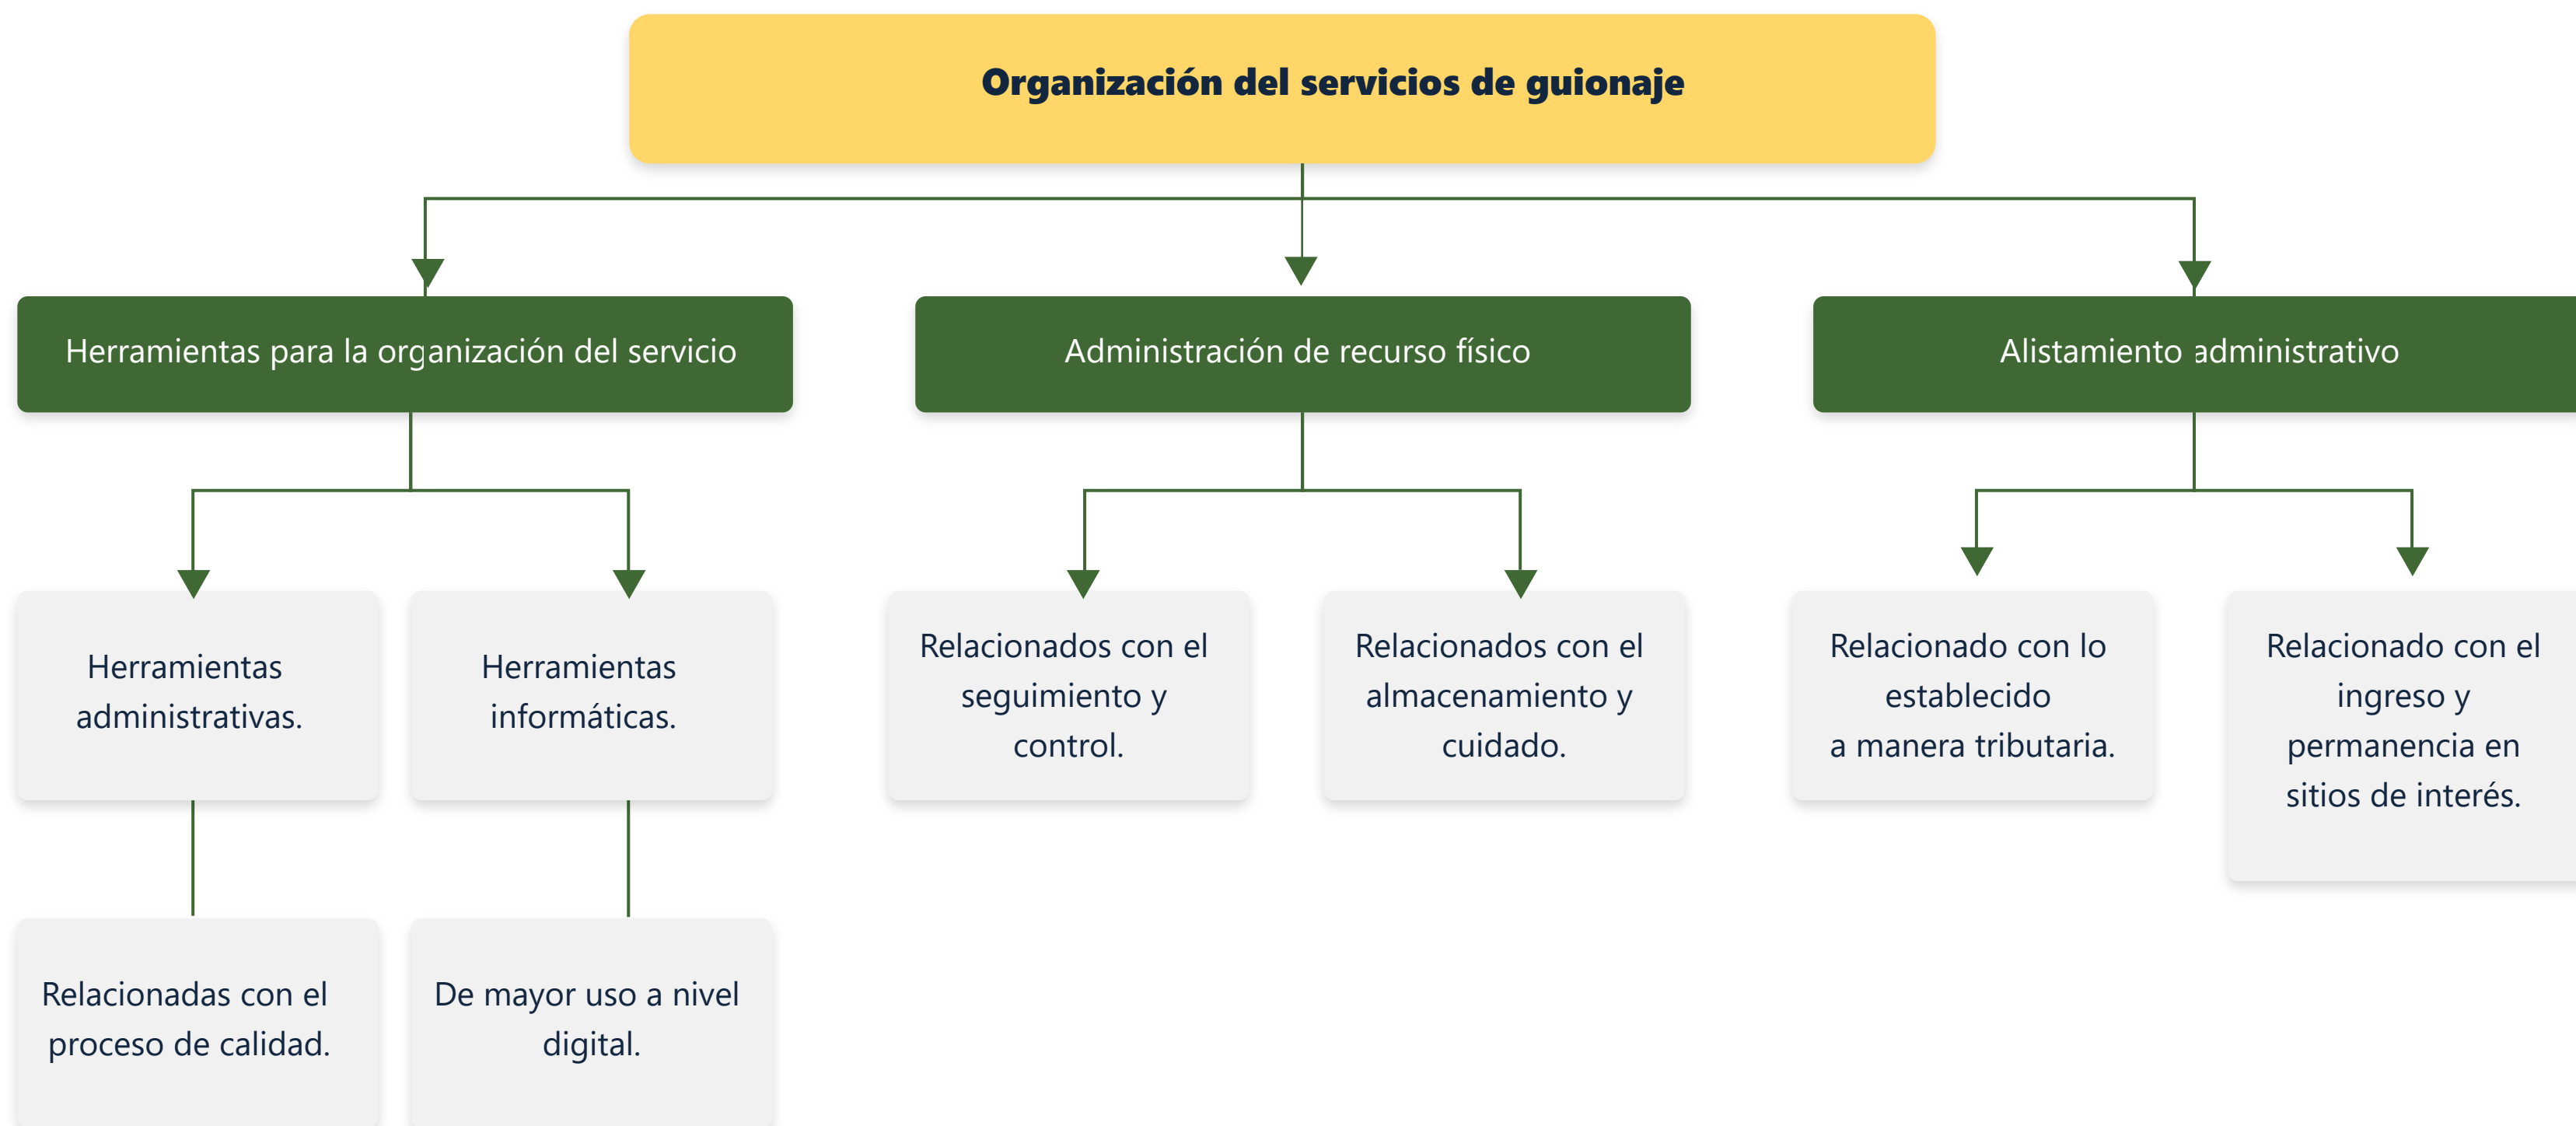 Organización del servicios de guionaje
Herramientas para la organización del servicio
Administración de recurso físico
Alistamiento administrativo
Herramientas
administrativas.
Herramientas
informáticas.
Relacionados con el
seguimiento y
control.
Relacionados con el
almacenamiento y
cuidado.
Relacionado con lo
establecido
a manera tributaria.
Relacionado con el
ingreso y
permanencia en
sitios de interés.
Relacionadas con el
proceso de calidad.
De mayor uso a nivel
digital.